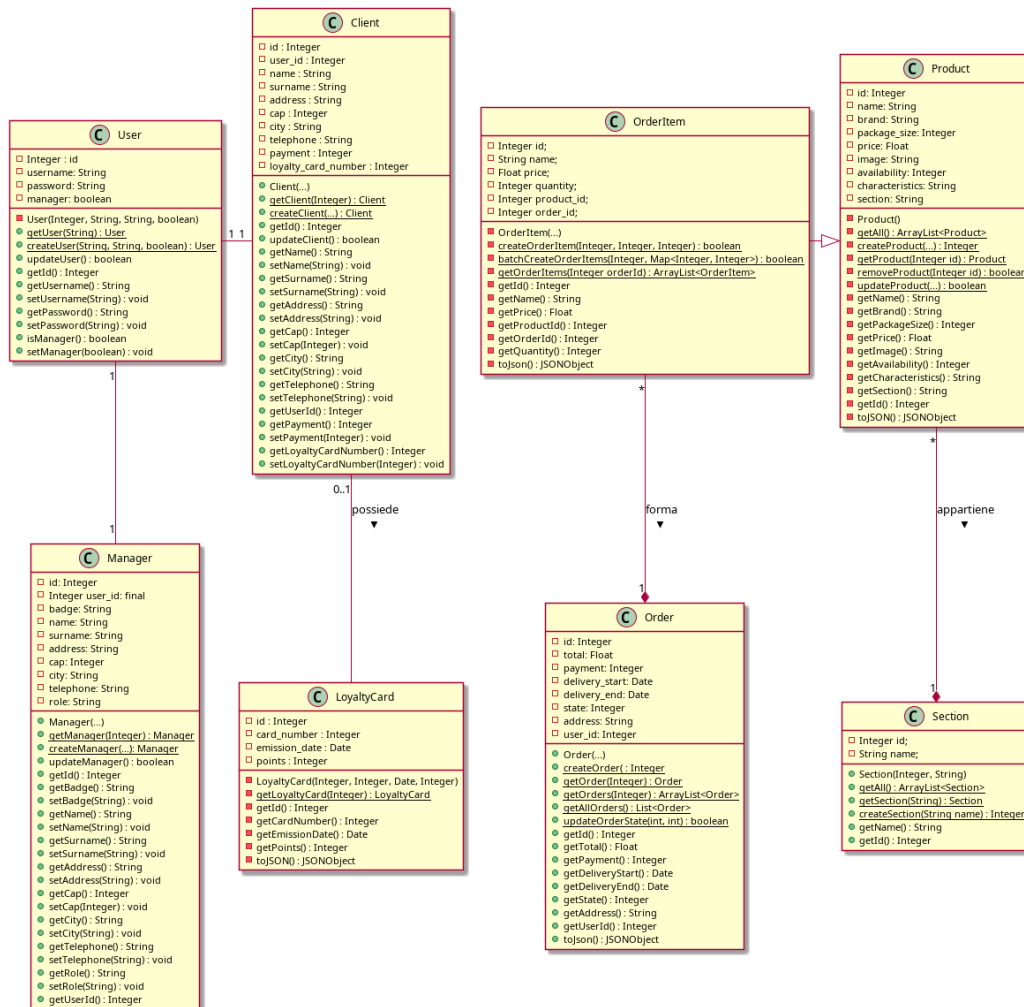 C Client
id : Integer
user_id : Integer
name : String
surname : String
address : String
cap : Integer
city : String
telephone : String
payment : Integer
loyalty_card_number : Integer
Client(...)
getClient(Integer) : Client
createClient(...) : Client
getId() : Integer
updateClient() : boolean
getName() : String
setName(String) : void
getSurname() : String
setSurname(String) : void
getAddress() : String
setAddress(String) : void
getCap() : Integer
setCap(Integer) : void
getCity() : String
setCity(String) : void
getTelephone() : String
setTelephone(String) : void
getUserId() : Integer
getPayment() : Integer
setPayment(Integer) : void
getLoyaltyCardNumber() : Integer
setLoyaltyCardNumber(Integer) : void
C User
Integer : id
username: String
password: String
manager: boolean
User(Integer, String, String, boolean)
getUser(String) : User
createUser(String, String, boolean) : User
updateUser() : boolean
getId() : Integer
getUsername() : String
setUsername(String) : void
getPassword() : String
setPassword(String) : void
isManager() : boolean
setManager(boolean) : void
1 1
C OrderItem
Integer id;
String name;
Float price;
Integer quantity;
Integer product_id;
Integer order_id;
OrderItem(...)
createOrderItem(Integer, Integer, Integer) : boolean
batchCreateOrderItems(Integer, Map<Integer, Integer>) : boolean
getOrderItems(Integer orderId) : ArrayList<OrderItem>
getId() : Integer
getName() : String
getPrice() : Float
getProductId() : Integer
getOrderId() : Integer
getQuantity() : Integer
toJson() : JSONObject
C Product
id: Integer
name: String
brand: String
package_size: Integer
price: Float
image: String
availability: Integer
characteristics: String
section: String
Product()
getAll() : ArrayList<Product>
createProduct(...) : Integer
getProduct(Integer id) : Product
removeProduct(Integer id) : boolean
updateProduct(...) : boolean
getName() : String
getBrand() : String
getPackageSize() : Integer
getPrice() : Float
getImage() : String
getAvailability() : Integer
getCharacteristics() : String
getSection() : String
getId() : Integer
toJSON() : JSONObject
1
1
0..1
possiede
*
forma
1
*
appartiene
1
C Manager
id: Integer
Integer user_id: final
badge: String
name: String
surname: String
address: String
cap: Integer
city: String
telephone: String
role: String
Manager(...)
getManager(Integer) : Manager
createManager(...): Manager
updateManager() : boolean
getId() : Integer
getBadge() : String
setBadge(String) : void
getName() : String
setName(String) : void
getSurname() : String
setSurname(String) : void
getAddress() : String
setAddress(String) : void
getCap() : Integer
setCap(Integer) : void
getCity() : String
setCity(String) : void
getTelephone() : String
setTelephone(String) : void
getRole() : String
setRole(String) : void
getUserId() : Integer
C LoyaltyCard
id : Integer
card_number : Integer
emission_date : Date
points : Integer
LoyaltyCard(Integer, Integer, Date, Integer)
getLoyaltyCard(Integer) : LoyaltyCard
getId() : Integer
getCardNumber() : Integer
getEmissionDate() : Date
getPoints() : Integer
toJSON() : JSONObject
C Order
id: Integer
total: Float
payment: Integer
delivery_start: Date
delivery_end: Date
state: Integer
address: String
user_id: Integer
Order(...)
createOrder( : Integer
getOrder(Integer) : Order
getOrders(Integer) : ArrayList<Order>
getAllOrders() : List<Order>
updateOrderState(int, int) : boolean
getId() : Integer
getTotal() : Float
getPayment() : Integer
getDeliveryStart() : Date
getDeliveryEnd() : Date
getState() : Integer
getAddress() : String
getUserId() : Integer
toJson() : JSONObject
C Section
Integer id;
String name;
Section(Integer, String)
getAll() : ArrayList<Section>
getSection(String) : Section
createSection(String name) : Integer
getName() : String
getId() : Integer